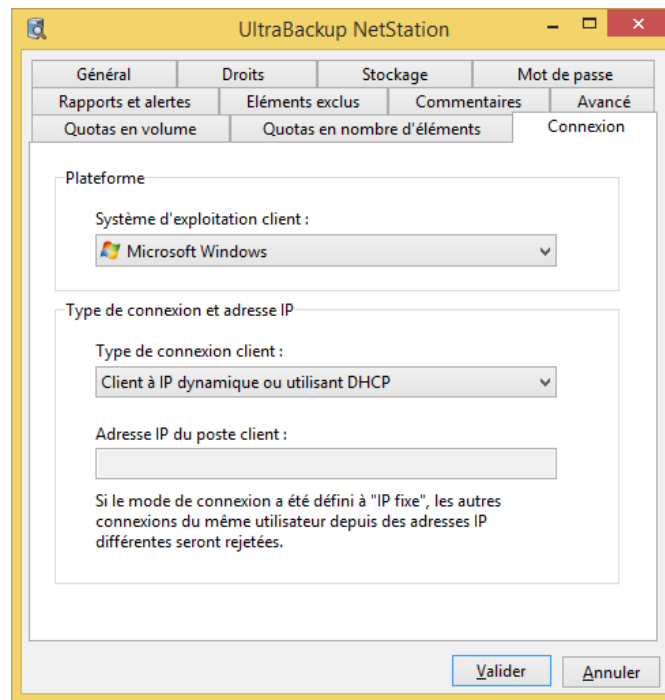 UltraBackup NetStation
Général
Droits
Stockage
Mot de passe
Rapports et alertes
Eléments exclus
Commentaires
Avancé
Quotas en volume
Quotas en nombre d'éléments
Connexion
Plateforme
Système d'exploitation client :
Microsoft Windows
Type de connexion et adresse IP
Type de connexion client :
Client à IP dynamique ou utilisant DHCP
Adresse IP du poste client :
Si le mode de connexion a été défini à "IP fixe", les autres
connexions du même utilisateur depuis des adresses IP
différentes seront rejetées.
Valider
Annuler